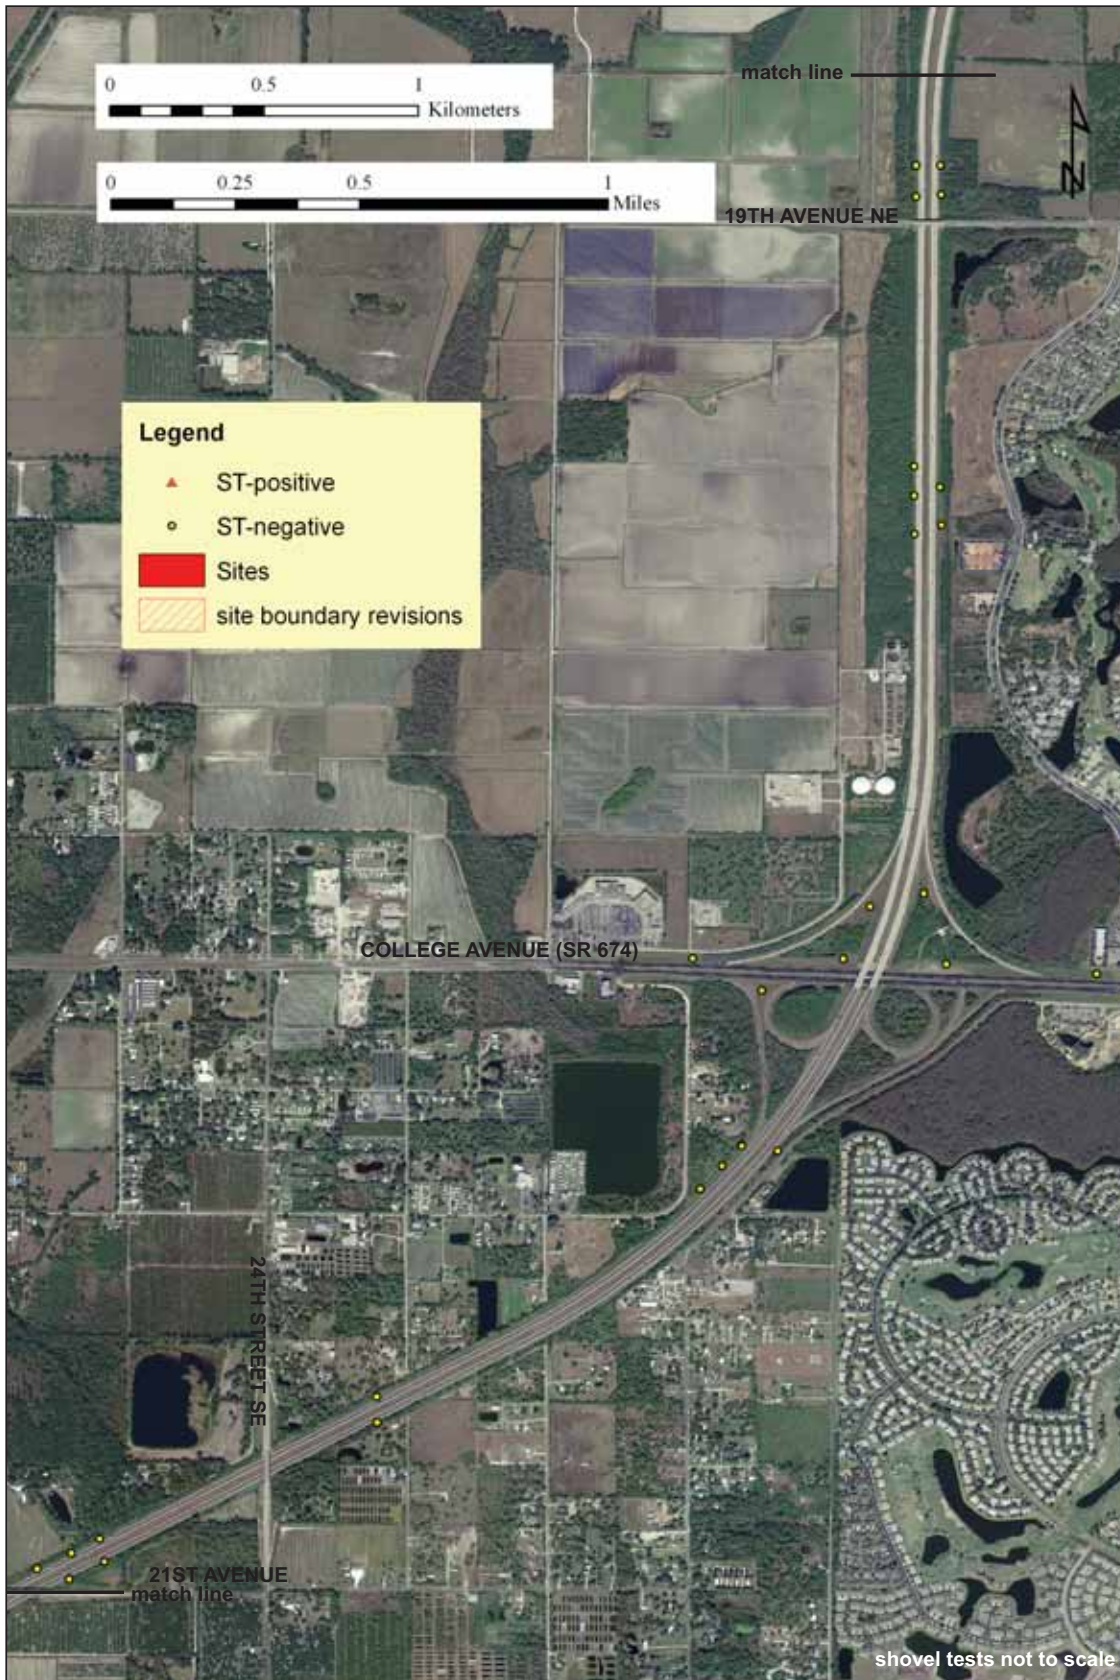 match line
0 0.5 1
Kilometers
0 0.25 0.5 1
Miles
N
19TH AVENUE NE
Legend
ST-positive
ST-negative
Sites
site boundary revisions
COLLEGE AVENUE (SR 674)
24TH STREET SE
21ST AVENUE
match line
shovel tests not to scale